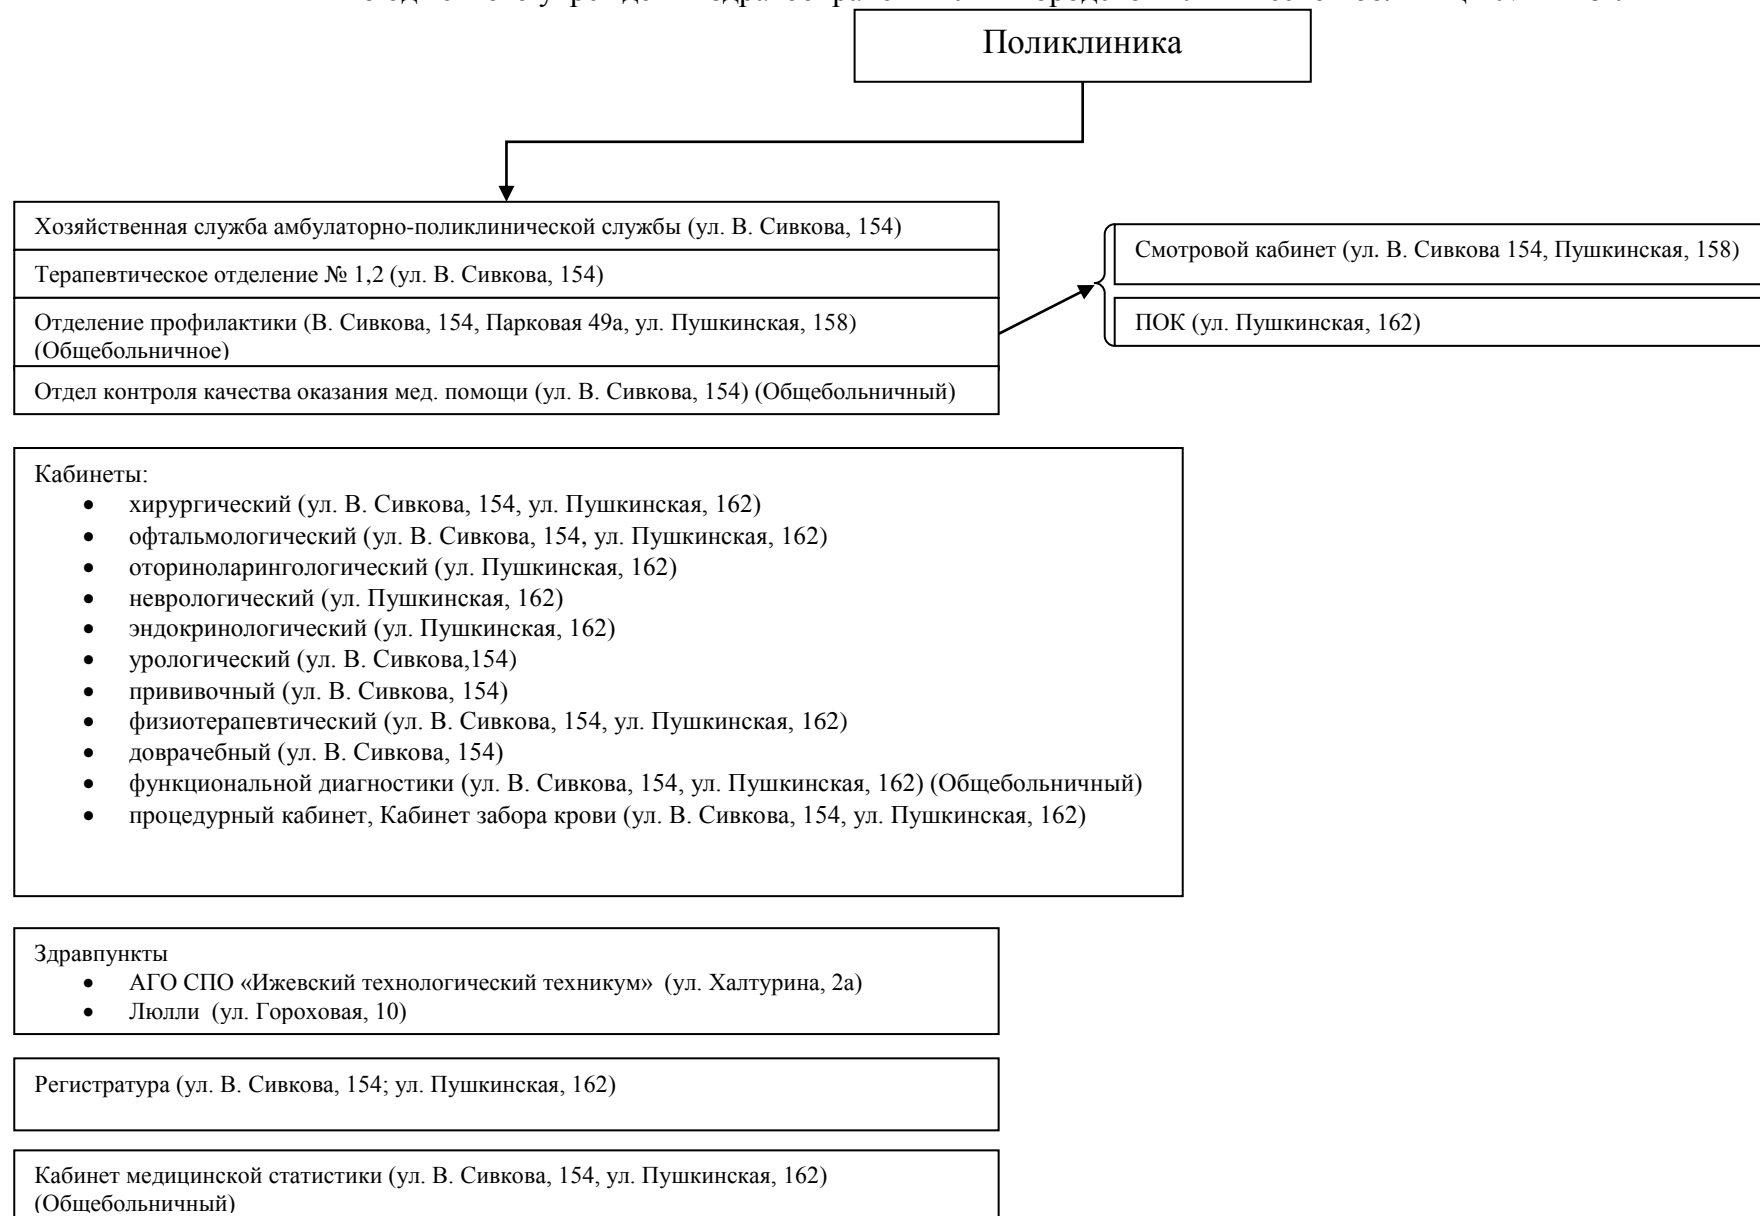 Поликлиника
Хозяйственная служба амбулаторно-поликлинической службы (ул. В. Сивкова, 154)
Терапевтическое отделение № 1,2 (ул. В. Сивкова, 154)
Отделение профилактики (В. Сивкова, 154, Парковая 49а, ул. Пушкинская, 158)
(Общебольничное)
Отдел контроля качества оказания мед. помощи (ул. В. Сивкова, 154) (Общебольничный)
Смотровой кабинет (ул. В. Сивкова 154, Пушкинская, 158)
ПОК (ул. Пушкинская, 162)
Кабинеты:
• хирургический (ул. В. Сивкова, 154, ул. Пушкинская, 162)
• офтальмологический (ул. В. Сивкова, 154, ул. Пушкинская, 162)
• оториноларингологический (ул. Пушкинская, 162)
• неврологический (ул. Пушкинская, 162)
• эндокринологический (ул. Пушкинская, 162)
• урологический (ул. В. Сивкова,154)
• прививочный (ул. В. Сивкова, 154)
• физиотерапевтический (ул. В. Сивкова, 154, ул. Пушкинская, 162)
• доврачебный (ул. В. Сивкова, 154)
• функциональной диагностики (ул. В. Сивкова, 154, ул. Пушкинская, 162) (Общебольничный)
• процедурный кабинет, Кабинет забора крови (ул. В. Сивкова, 154, ул. Пушкинская, 162)
Здравпункты
• АГО СПО «Ижевский технологический техникум» (ул. Халтурина, 2а)
• Люлли (ул. Гороховая, 10)
Регистратура (ул. В. Сивкова, 154; ул. Пушкинская, 162)
Кабинет медицинской статистики (ул. В. Сивкова, 154, ул. Пушкинская, 162)
(Общебольничный)